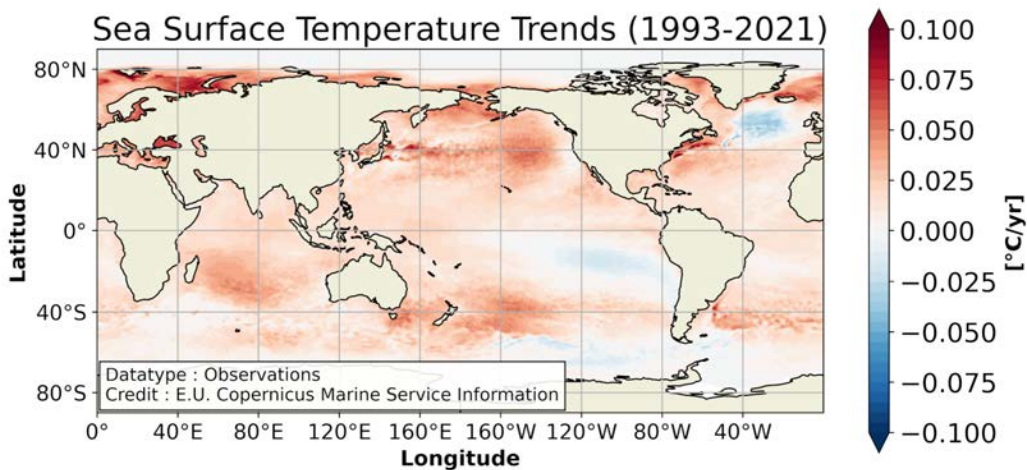 Sea Surface Temperature Trends (1993-2021)
80°N
40°N
0°
40°S
80°S
Latitude
Datatype : Observations
Credit : E.U. Copernicus Marine Service Information
0°
40°E
80°E
120°E
160°E
160°W
120°W
80°W
40°W
Longitude
0.100
0.075
0.050
0.025
0.000
−0.025
−0.050
−0.075
−0.100
[°C/yr]